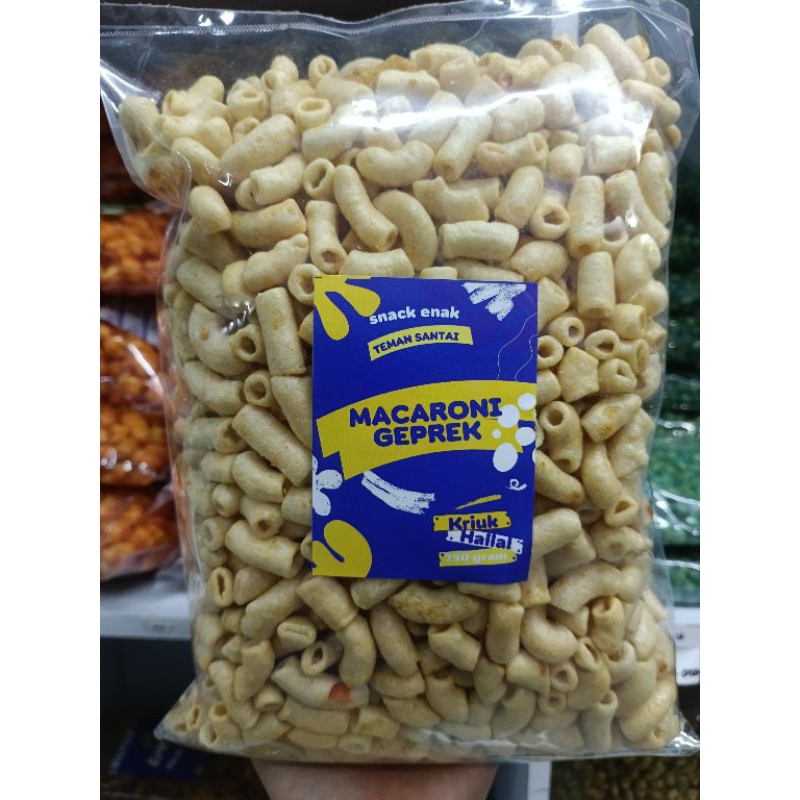 snack enak
TEMAN SANTAI
MACARONI
GEPREK
Kriuk
Hallal
250 gram